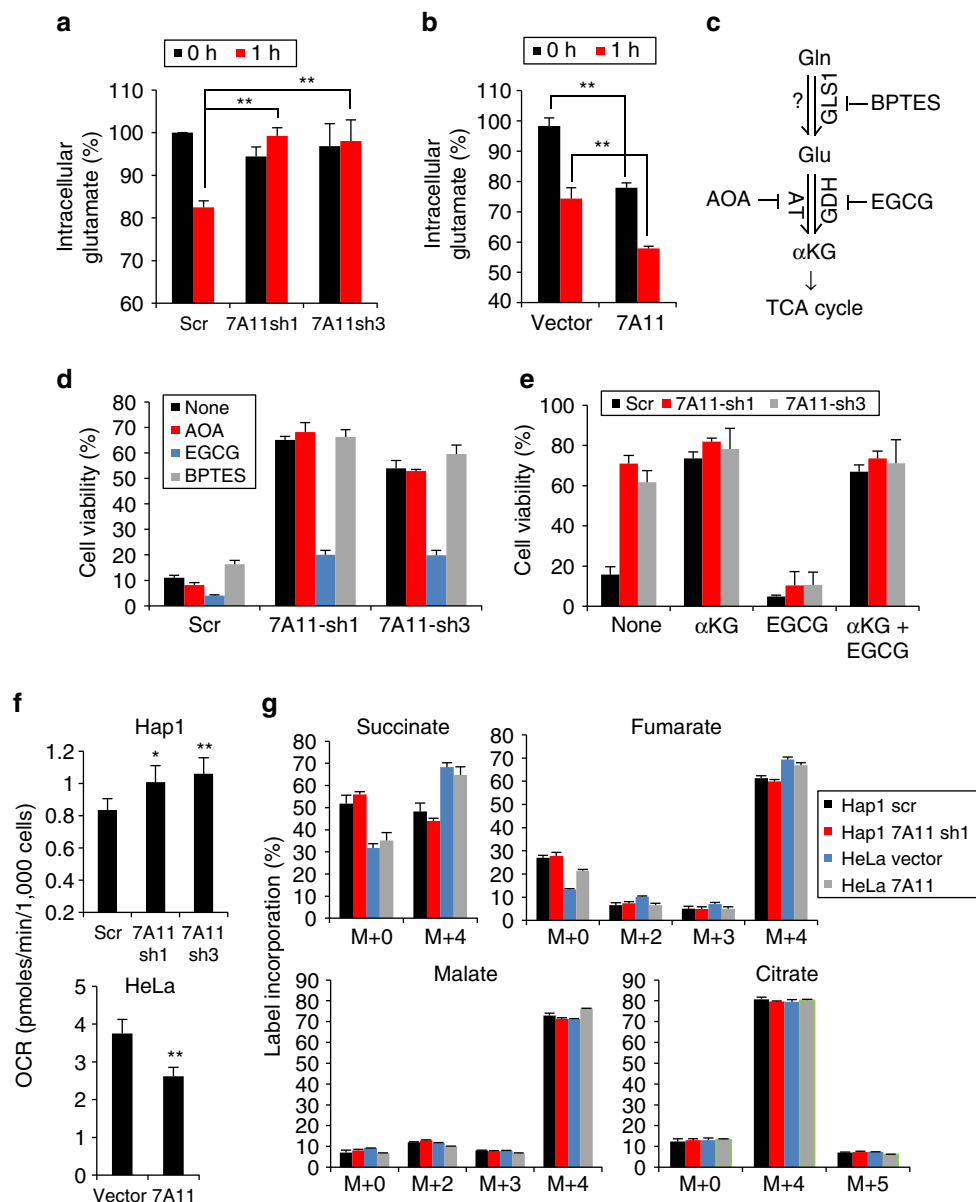 a
0 h 1 h
**
**
Intracellular
glutamate (%)
110
100
90
80
70
60
Scr 7A11sh1 7A11sh3
b
0 h 1 h
**
**
Intracellular
glutamate (%)
110
100
90
80
70
60
50
40
Vector 7A11
c
Gln
?
GLS1
BPTES
Glu
AOA
AT
GDH
EGCG
αKG
↓
TCA cycle
d
None
AOA
EGCG
BPTES
Cell viability (%)
80
70
60
50
40
30
20
10
0
Scr 7A11-sh1 7A11-sh3
e
Scr 7A11-sh1 7A11-sh3
Cell viability (%)
100
80
60
40
20
0
None αKG EGCG αKG +
EGCG
f
Hap1
* **
1.2
1
0.8
0.6
0.4
0.2
Scr 7A11 7A11
sh1 sh3
HeLa
**
5
4
3
2
1
0
Vector 7A11
OCR (pmoles/min/1,000 cells)
g
Succinate
80
70
60
50
40
30
20
10
0
M+0 M+4
Fumarate
80
70
60
50
40
30
20
10
0
M+0 M+2 M+3 M+4
Hap1 scr
Hap1 7A11 sh1
HeLa vector
HeLa 7A11
Label incorporation (%)
Malate
90
80
70
60
50
40
30
20
10
0
M+0 M+2 M+3 M+4
Citrate
90
80
70
60
50
40
30
20
10
0
M+0 M+4 M+5